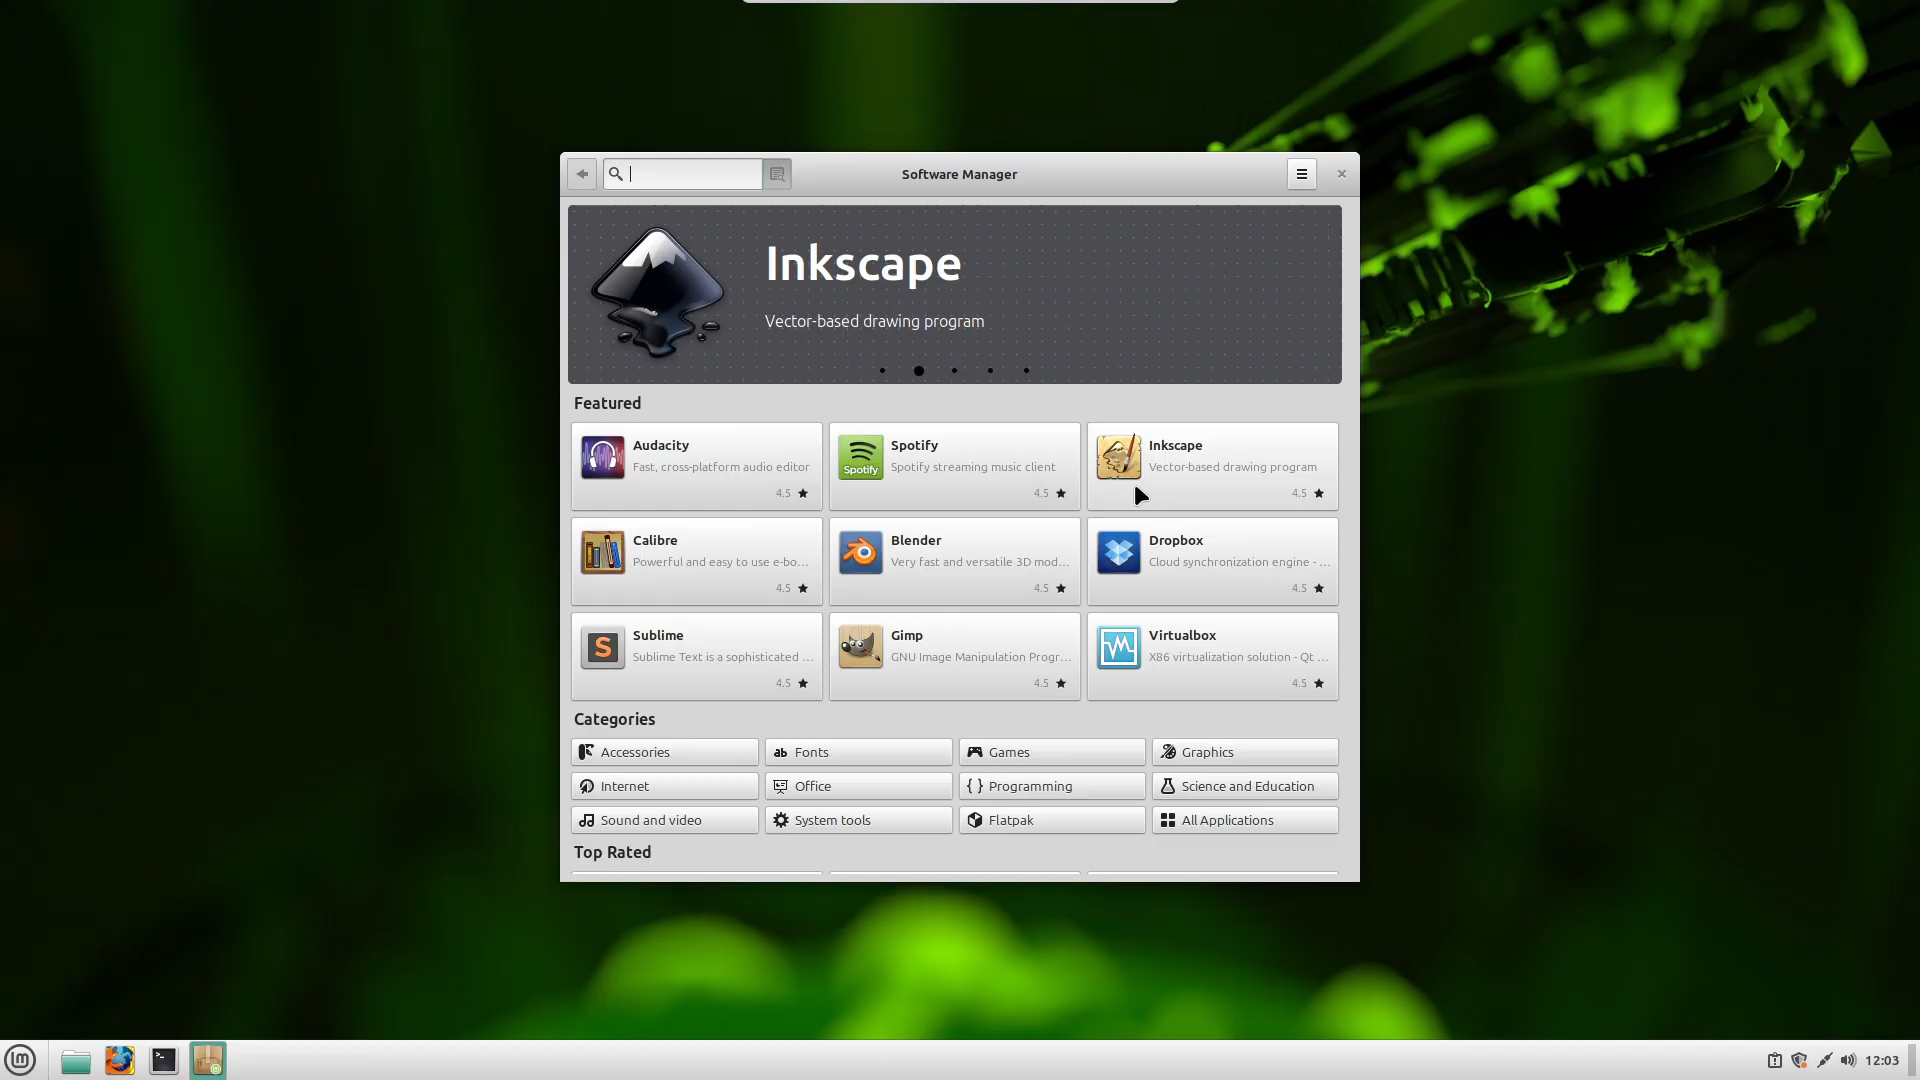 Software Manager
Inkscape
Vector-based drawing program
Featured
Audacity
Fast, cross-platform audio editor
4.5
Spotify
Spotify
Spotify streaming music client
4.5
Inkscape
Vector-based drawing program
4.5
Calibre
Powerful and easy to use e-bo...
4.5
Blender
Very fast and versatile 3D mod...
4.5
Dropbox
Cloud synchronization engine - ...
4.5
S
Sublime
Sublime Text is a sophisticated ...
4.5
Gimp
GNU Image Manipulation Progr...
4.5
Virtualbox
X86 virtualization solution - Qt ...
4.5
Categories
Accessories
ab Fonts
Games
Graphics
Internet
Office
{ } Programming
Science and Education
Sound and video
System tools
Flatpak
All Applications
Top Rated
lm
>_
12:03